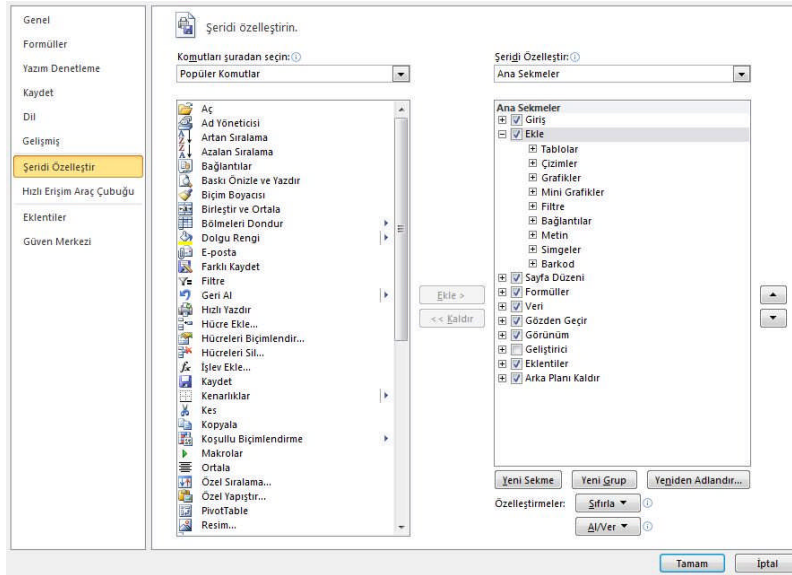 Genel
Formüller
Yazım Denetleme
Kaydet
Dil
Gelişmiş
Şeridi Özelleştir
Hızlı Erişim Araç Çubuğu
Eklentiler
Güven Merkezi
Şeridi özelleştirin.
Komutları şuradan seçin:
Popüler Komutlar
Aç
Ad Yöneticisi
Artan Sıralama
Azalan Sıralama
Bağlantılar
Baskı Önizle ve Yazdır
Biçim Boyacısı
Birleştir ve Ortala
Bölmeleri Dondur
Dolgu Rengi
E-posta
Farklı Kaydet
Filtre
Geri Al
Hızlı Yazdır
Hücre Ekle...
Hücreleri Biçimlendir...
Hücreleri Sil...
İşlev Ekle...
Kaydet
Kenarlıklar
Kes
Kopyala
Koşullu Biçimlendirme
Makrolar
Ortala
Özel Sıralama...
Özel Yapıştır...
PivotTable
Resim...
Ekle >
<< Kaldır
Şeridi Özelleştir:
Ana Sekmeler
Ana Sekmeler
Giriş
Ekle
Tablolar
Çizimler
Grafikler
Mini Grafikler
Filtre
Bağlantılar
Metin
Simgeler
Barkod
Sayfa Düzeni
Formüller
Veri
Gözden Geçir
Görünüm
Geliştirici
Eklentiler
Arka Planı Kaldır
Yeni Sekme Yeni Grup Yeniden Adlandır...
Özelleştirmeler: Sıfırla
Al/Ver
Tamam İptal